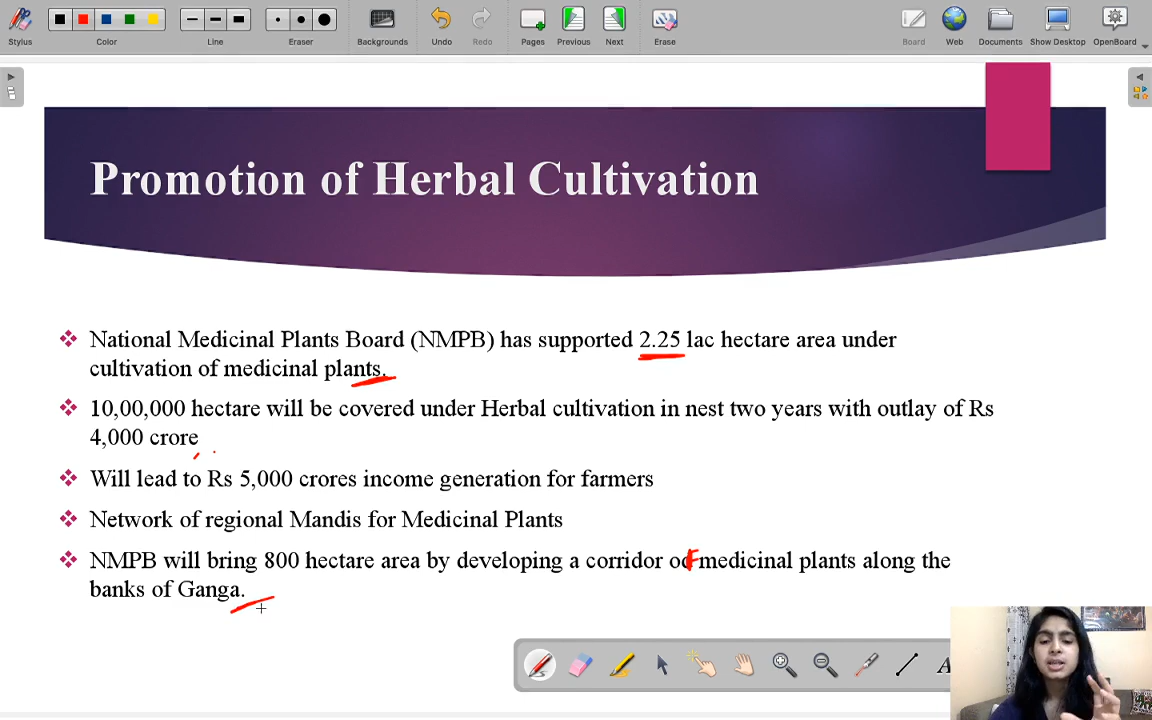 Stylus
Color
Line
Eraser
Backgrounds
Undo
Redo
Pages
Previous
Next
Erase
Board
Web
Documents
Show Desktop
OpenBoard
Promotion of Herbal Cultivation
National Medicinal Plants Board (NMPB) has supported 2.25 lac hectare area under
cultivation of medicinal plants.
10,00,000 hectare will be covered under Herbal cultivation in nest two years with outlay of Rs
4,000 crore
Will lead to Rs 5,000 crores income generation for farmers
Network of regional Mandis for Medicinal Plants
NMPB will bring 800 hectare area by developing a corridor of medicinal plants along the
banks of Ganga.
A